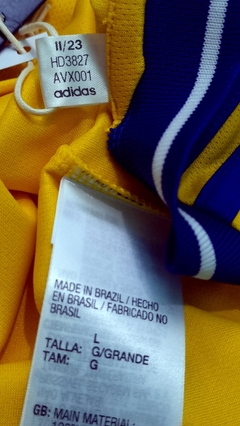 11/23
HD3827
AVX001
adidas
MADE IN BRAZIL / HECHO
EN BRASIL / FABRICADO NO
BRASIL
L
TALLA: G/GRANDE
TAM: G
GB: MAIN MATERIAL: